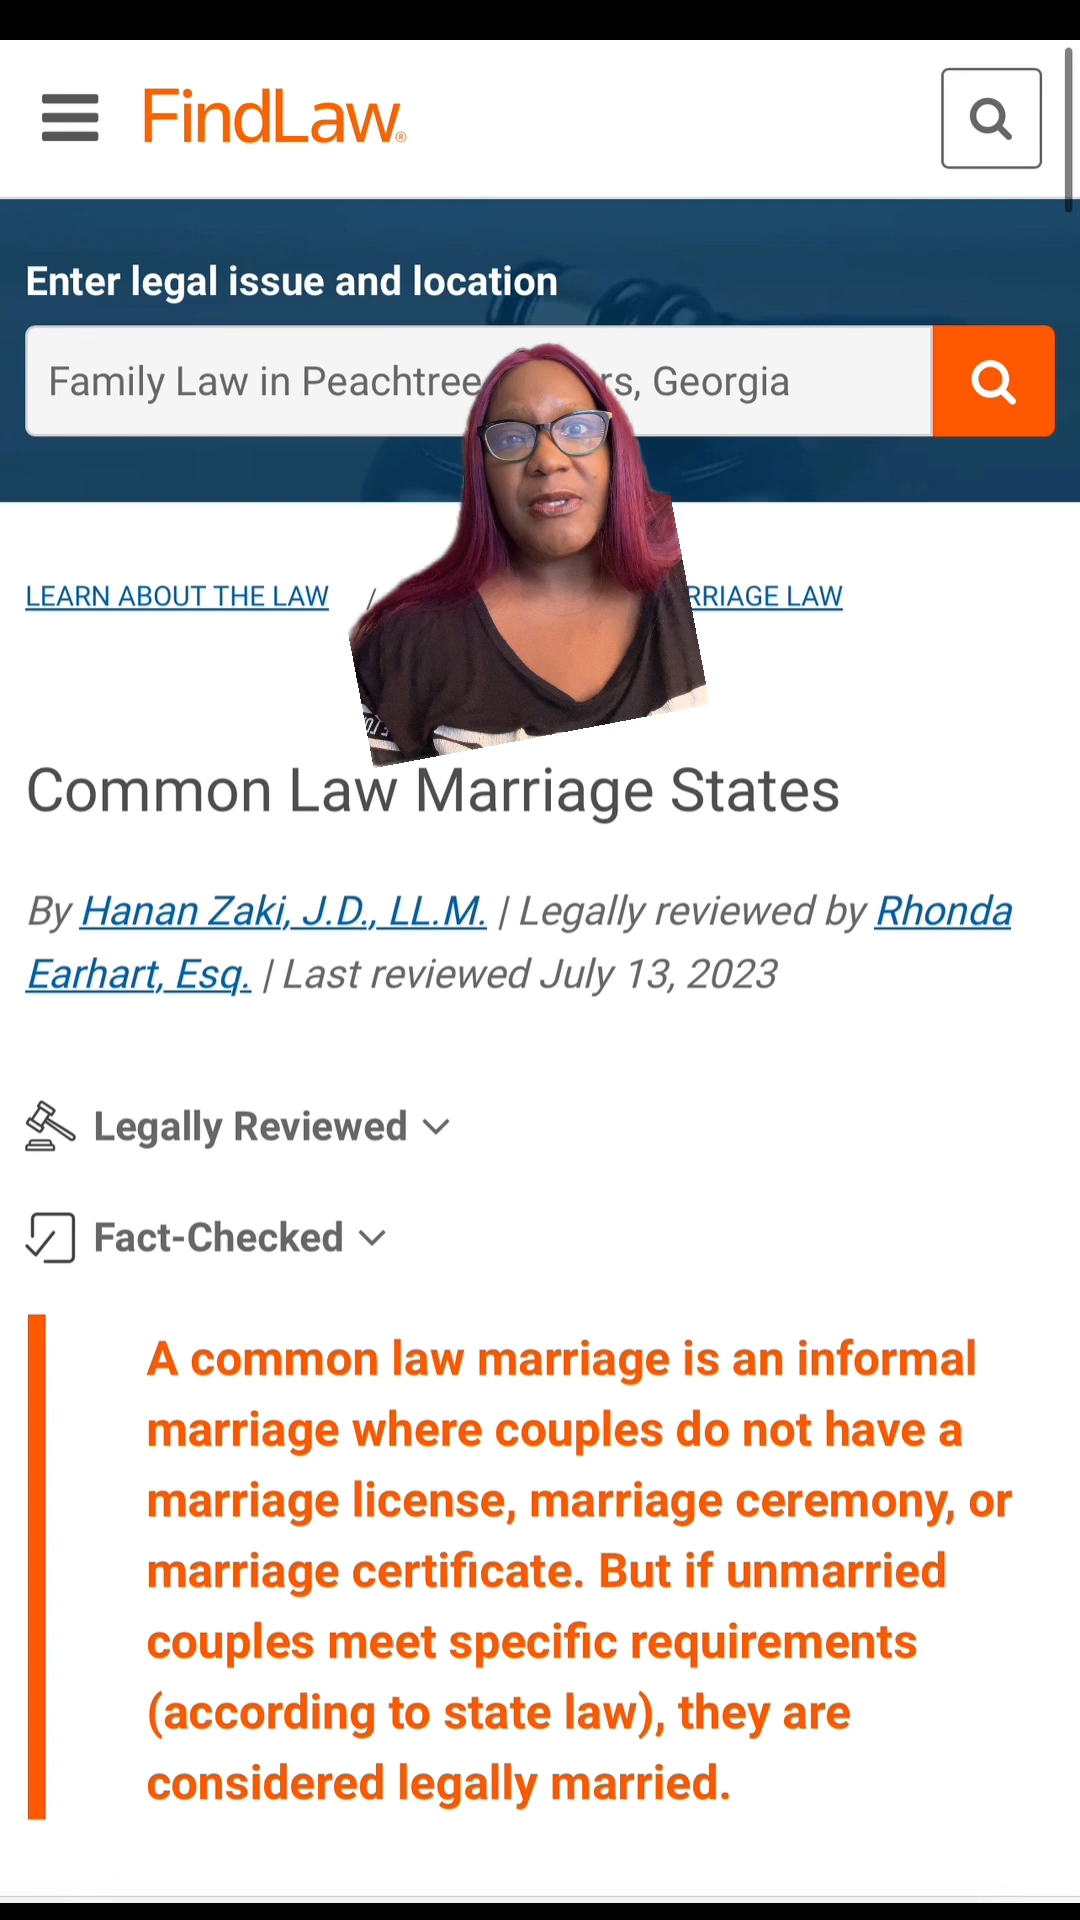 FindLaw®
Enter legal issue and location
Family Law in Peachtree rs, Georgia
LEARN ABOUT THE LAW / RRIAGE LAW
Common Law Marriage States
By Hanan Zaki, J.D., LL.M. | Legally reviewed by Rhonda
Earhart, Esq. | Last reviewed July 13, 2023
Legally Reviewed
Fact-Checked
A common law marriage is an informal
marriage where couples do not have a
marriage license, marriage ceremony, or
marriage certificate. But if unmarried
couples meet specific requirements
(according to state law), they are
considered legally married.